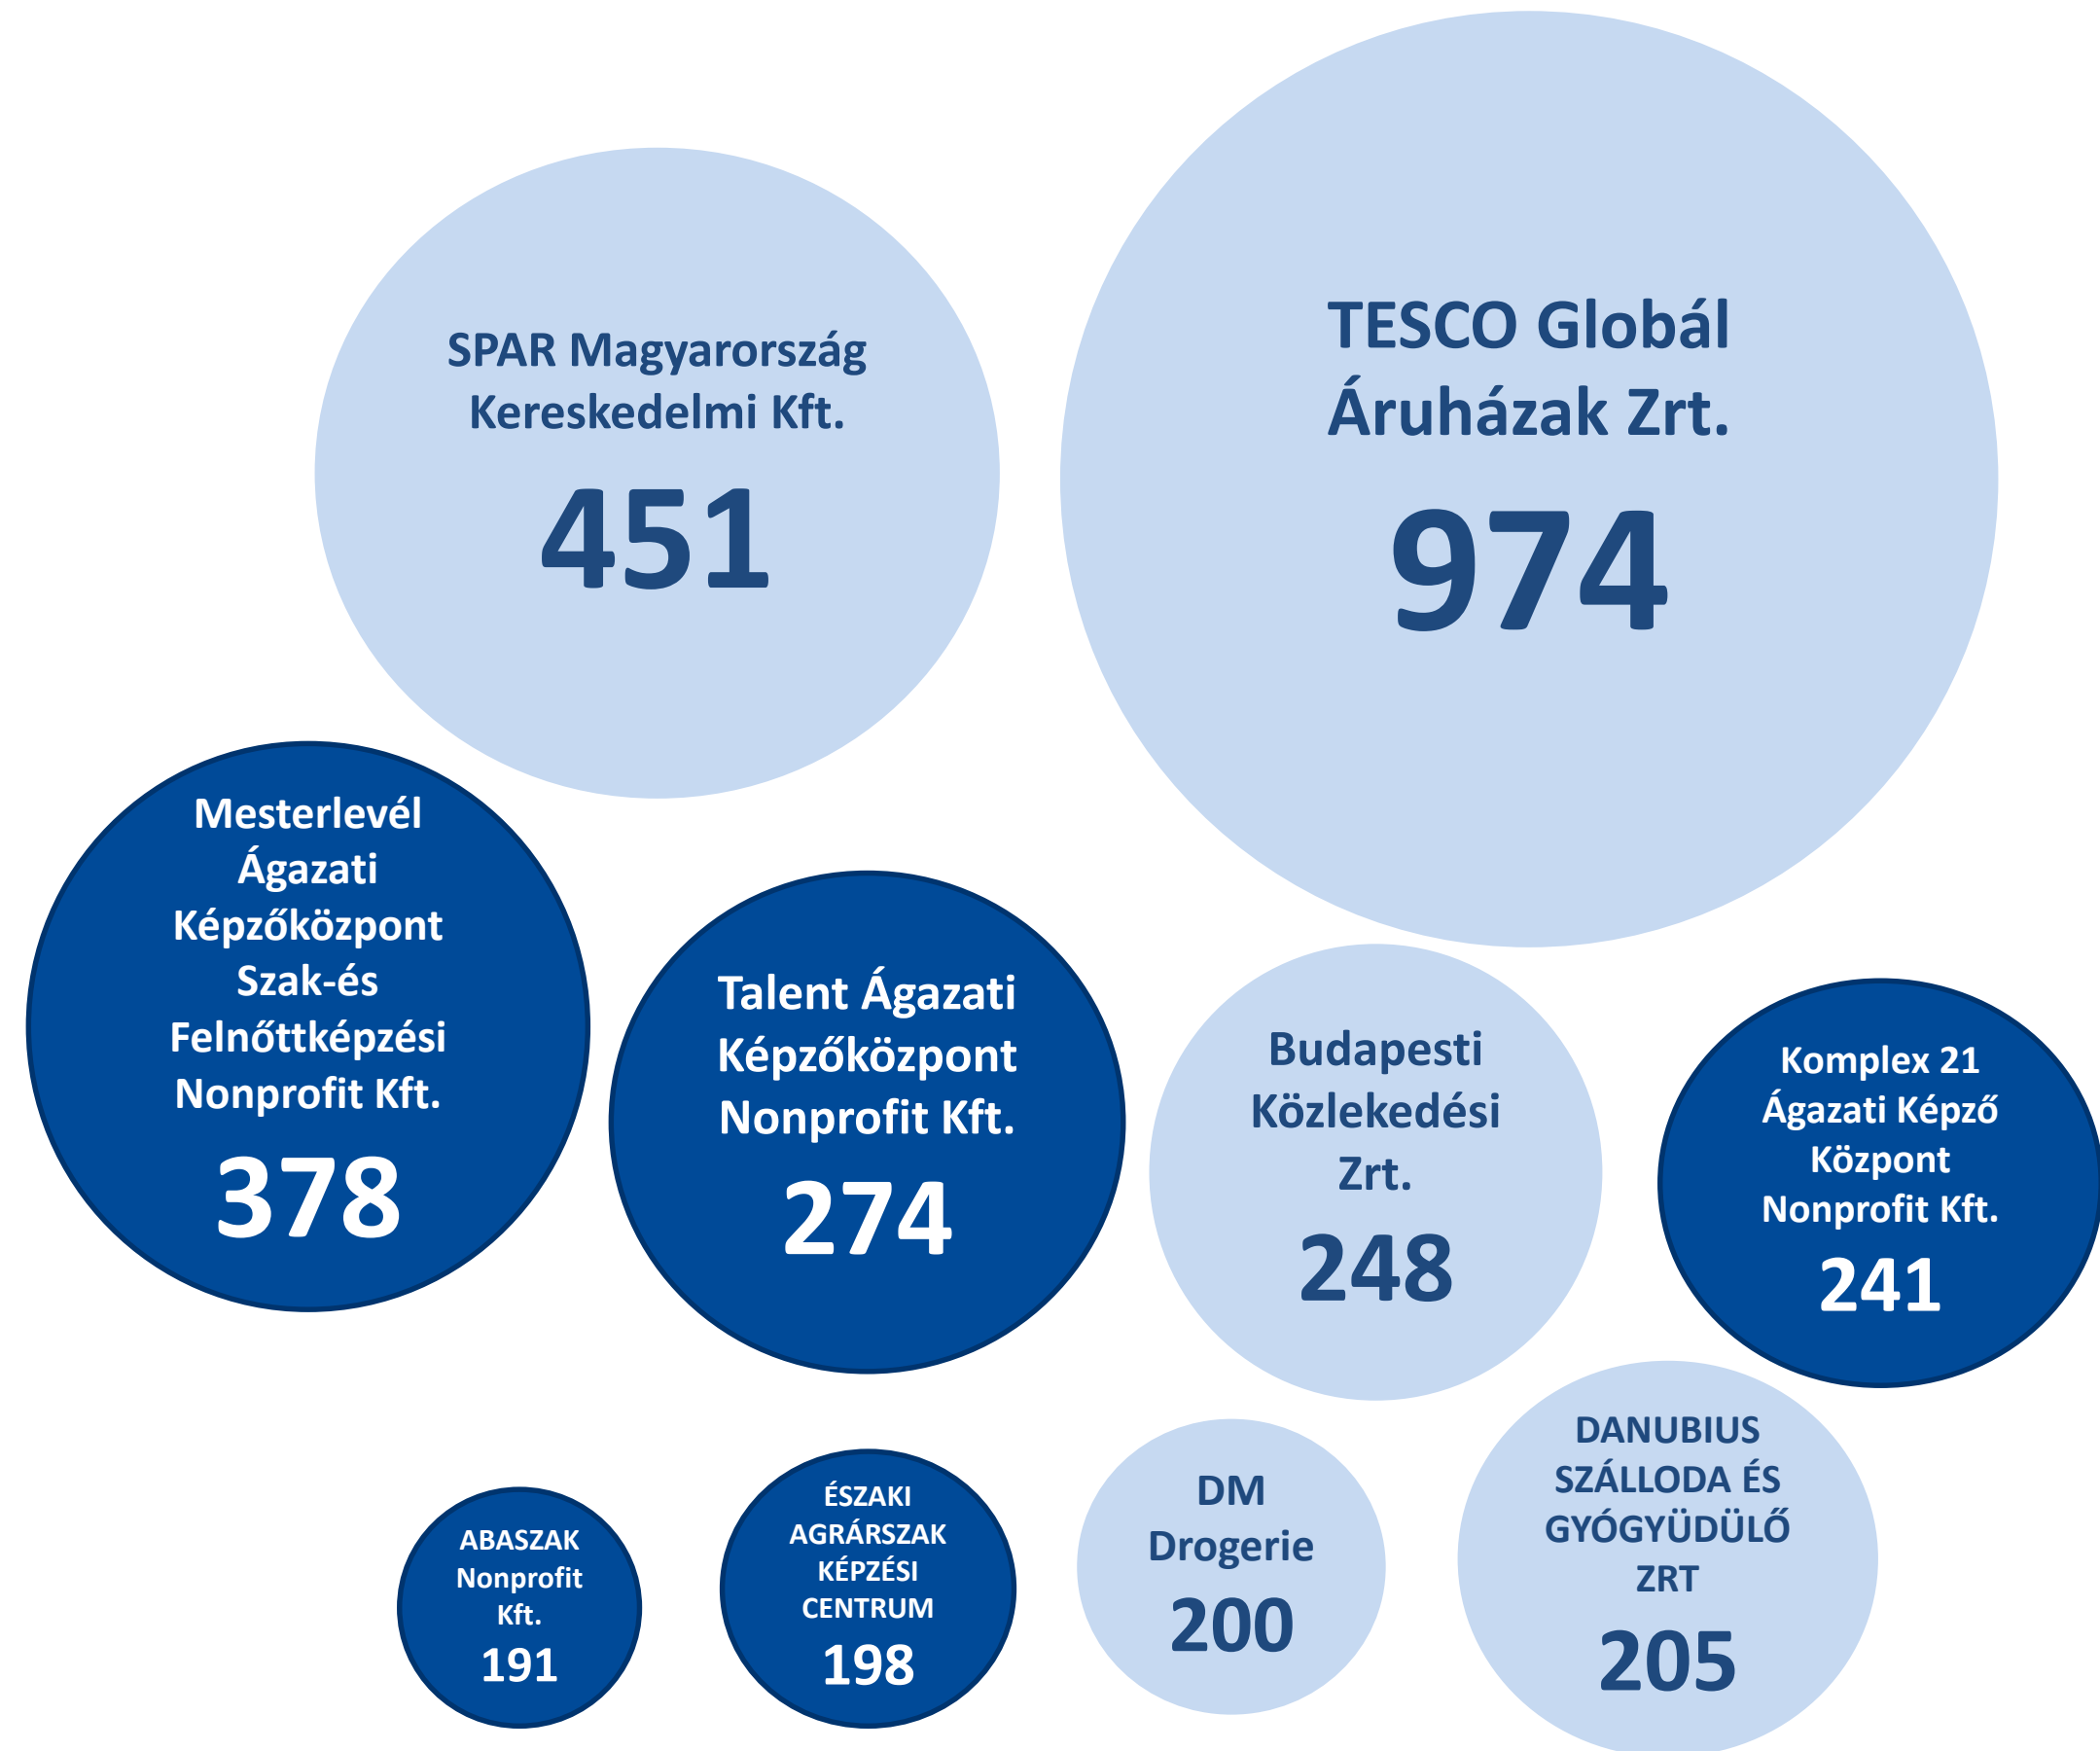 SPAR Magyarország
Kereskedelmi Kft.
451
TESCO Globál
Áruházak Zrt.
974
Mesterlevél
Ágazati
Képzőközpont
Szak-és
Felnőttképzési
Nonprofit Kft.
378
Talent Ágazati
Képzőközpont
Nonprofit Kft.
274
Budapesti
Közlekedési
Zrt.
248
Komplex 21
Ágazati Képző
Központ
Nonprofit Kft.
241
ABASZAK
Nonprofit
Kft.
191
ÉSZAKI
AGRÁRSZAK
KÉPZÉSI
CENTRUM
198
DM
Drogerie
200
DANUBIUS
SZÁLLODA ÉS
GYÓGYÜDÜLŐ
ZRT
205